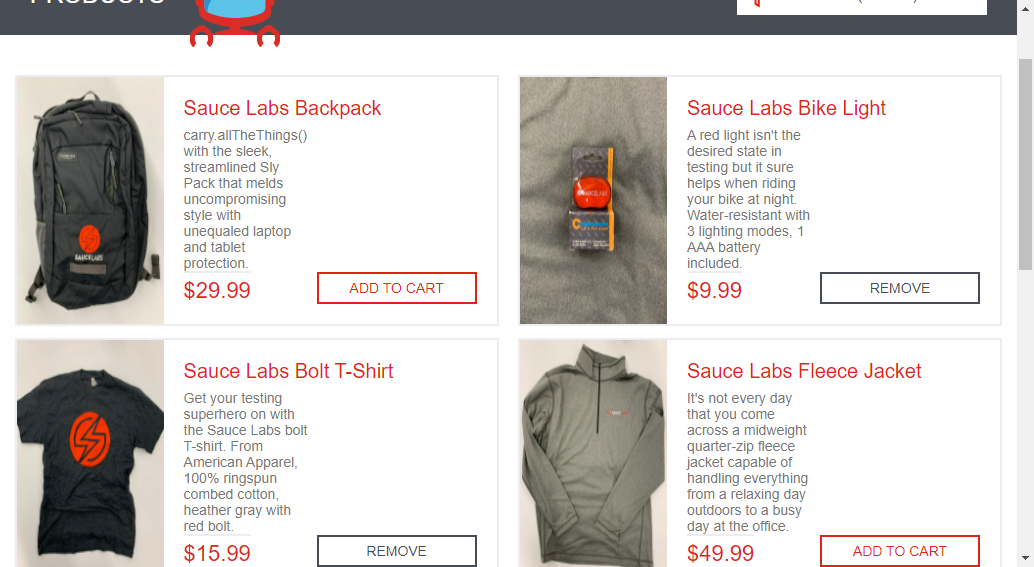 PRODUCTS
Sauce Labs Backpack
carry.allTheThings()
with the sleek,
streamlined Sly
Pack that melds
uncompromising
style with
unequaled laptop
and tablet
protection.
$29.99
ADD TO CART
SAUCELABS
Sauce Labs Bike Light
A red light isn't the
desired state in
testing but it sure
helps when riding
your bike at night.
Water-resistant with
3 lighting modes, 1
AAA battery
included.
$9.99
REMOVE
SAUCELABS
Sauce Labs Bolt T-Shirt
Get your testing
superhero on with
the Sauce Labs bolt
T-shirt. From
American Apparel,
100% ringspun
combed cotton,
heather gray with
red bolt.
$15.99
REMOVE
Sauce Labs Fleece Jacket
It's not every day
that you come
across a midweight
quarter-zip fleece
jacket capable of
handling everything
from a relaxing day
outdoors to a busy
day at the office.
$49.99
ADD TO CART